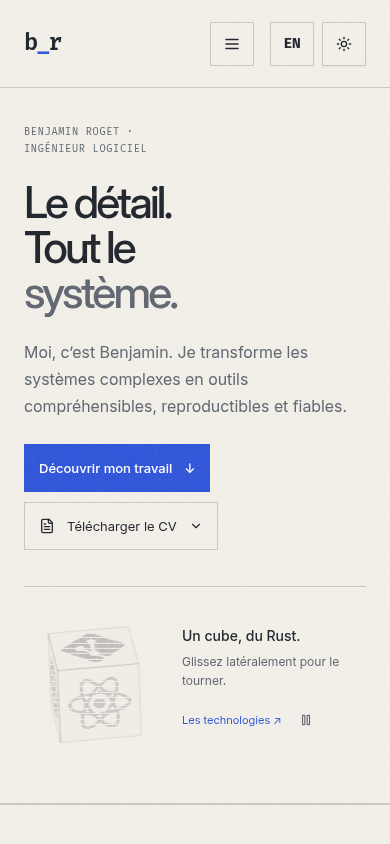 b_r
EN
BENJAMIN ROGET ·
INGÉNIEUR LOGICIEL
Le détail.
Tout le
système.
Moi, c’est Benjamin. Je transforme les
systèmes complexes en outils
compréhensibles, reproductibles et fiables.
Découvrir mon travail ↓
Télécharger le CV
Un cube, du Rust.
Glissez latéralement pour le
tourner.
Les technologies ↗